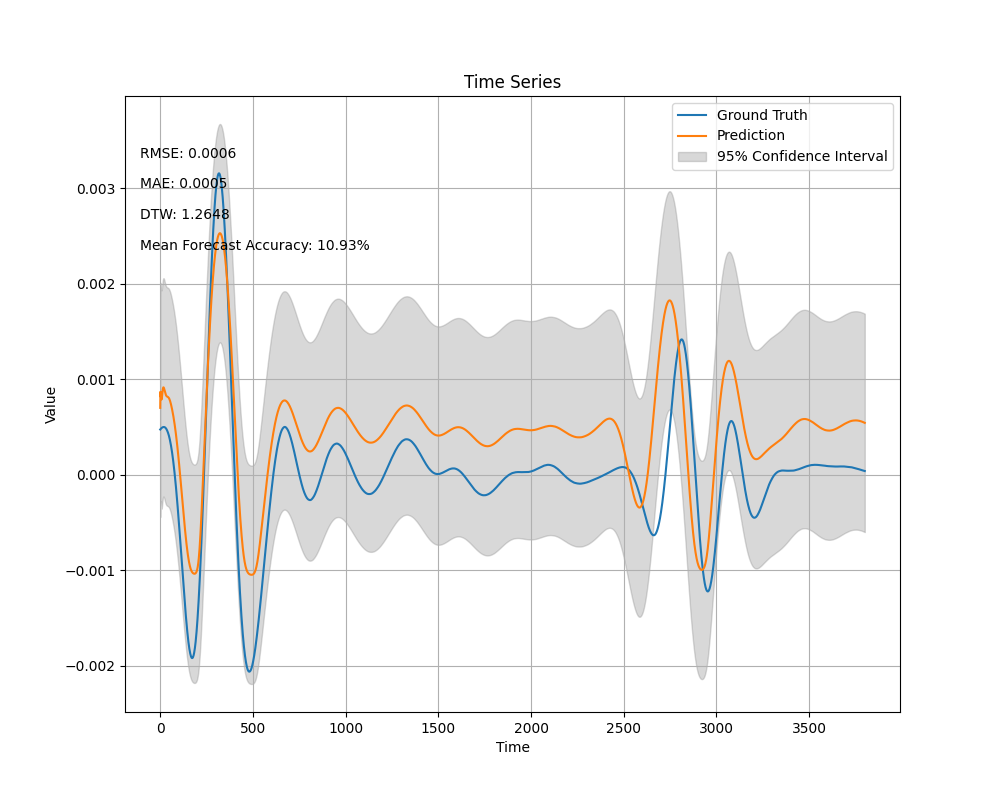 Time Series
Ground Truth
Prediction
95% Confidence Interval
RMSE: 0.0006
MAE: 0.0005
DTW: 1.2648
Mean Forecast Accuracy: 10.93%
Value
0.003
0.002
0.001
0.000
−0.001
−0.002
0 500 1000 1500 2000 2500 3000 3500
Time